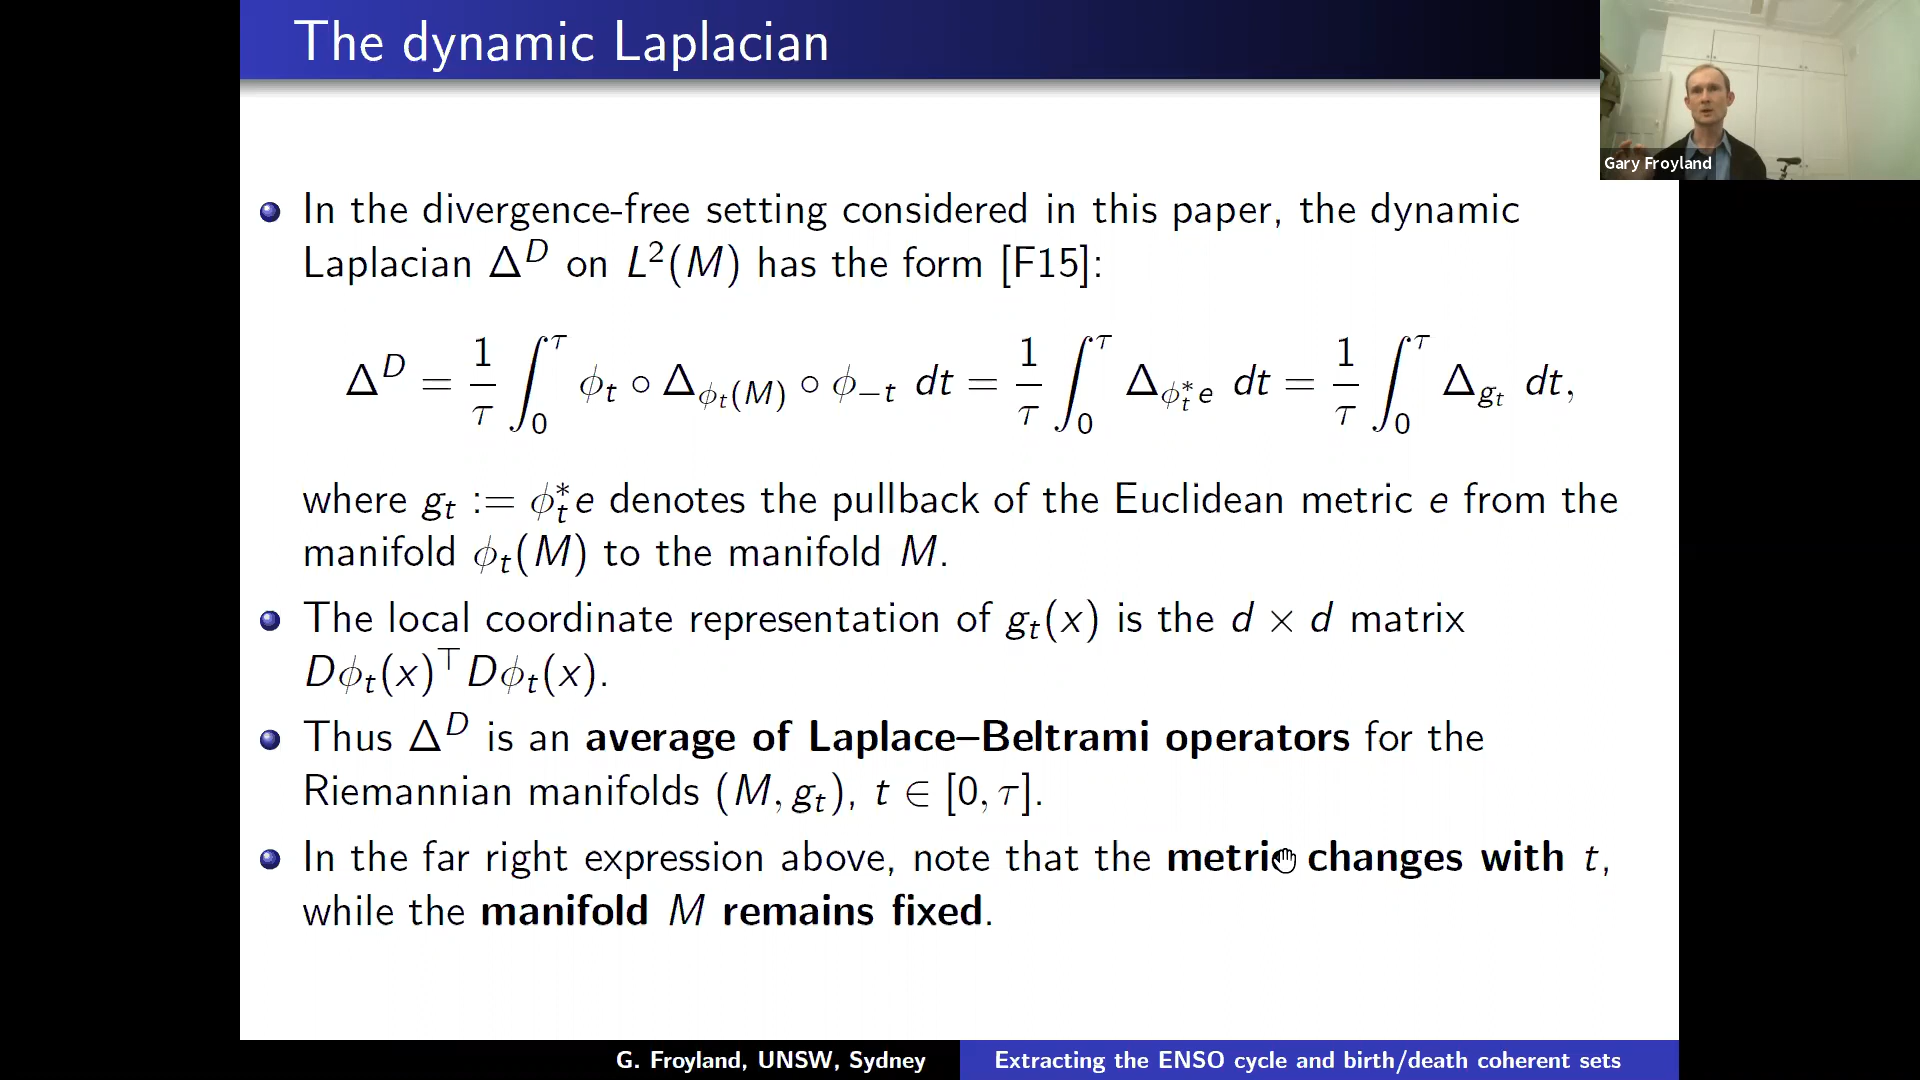 The dynamic Laplacian
Gary Froyland
In the divergence-free setting considered in this paper, the dynamic
Laplacian Δ^D on L²(M) has the form [F15]:
Δ^D = 1/τ ∫₀^τ ϕ_t ∘ Δ_{ϕ_t(M)} ∘ ϕ_{−t} dt = 1/τ ∫₀^τ Δ_{ϕ_t^* e} dt = 1/τ ∫₀^τ Δ_{g_t} dt,
where g_t := ϕ_t^* e denotes the pullback of the Euclidean metric e from the
manifold ϕ_t(M) to the manifold M.
The local coordinate representation of g_t(x) is the d × d matrix
Dϕ_t(x)^⊤ Dϕ_t(x).
Thus Δ^D is an average of Laplace–Beltrami operators for the
Riemannian manifolds (M, g_t), t ∈ [0, τ].
In the far right expression above, note that the metric changes with t,
while the manifold M remains fixed.
G. Froyland, UNSW, Sydney
Extracting the ENSO cycle and birth/death coherent sets